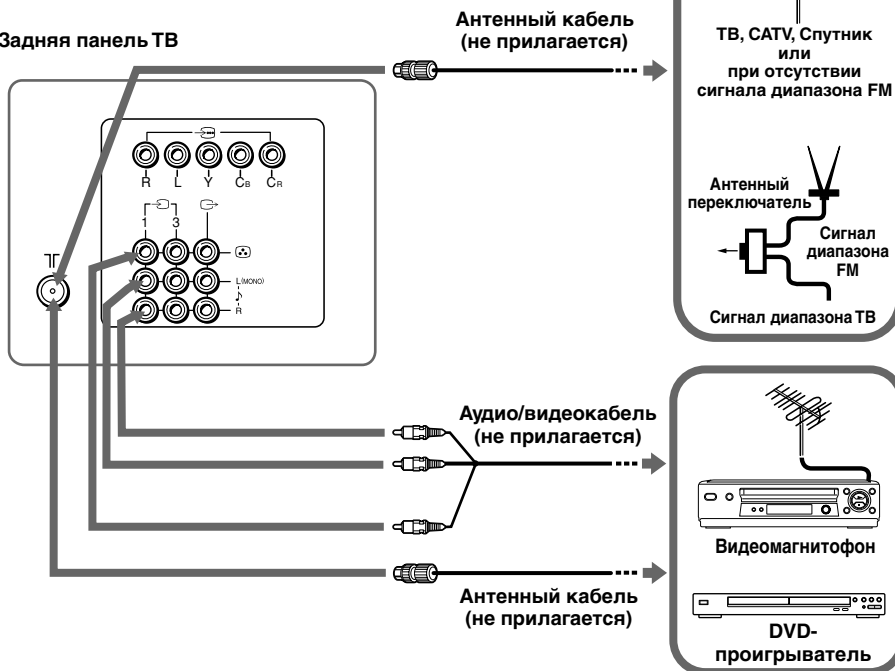 Задняя панель ТВ
Антенный кабель
(не прилагается)
ТВ, CATV, Спутник
или
при отсутствии
сигнала диапазона FM
Антенный
переключатель
Сигнал
диапазона
FM
Сигнал диапазона ТВ
R L Y CB CR
1 3
L(MONO)
R
Аудио/видеокабель
(не прилагается)
Видеомагнитофон
Антенный кабель
(не прилагается)
DVD-
проигрыватель